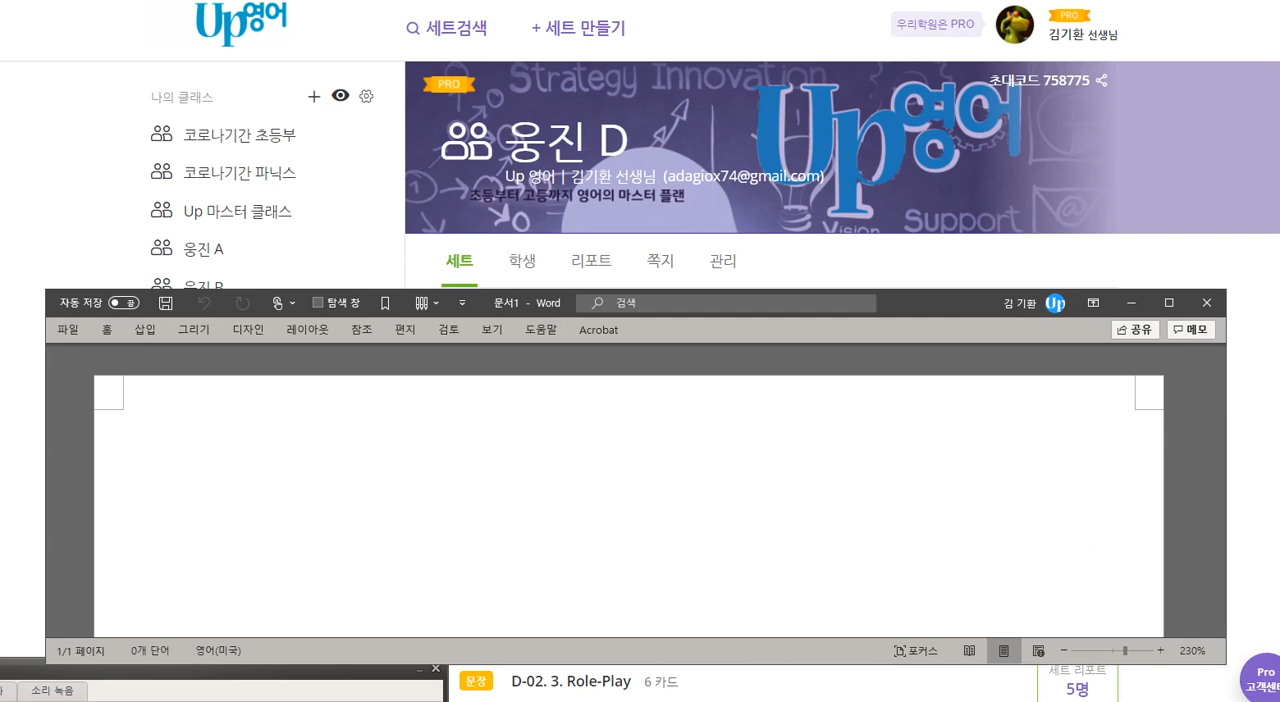 Up영어
세트검색
+ 세트 만들기
우리학원은 PRO
PRO
김기환 선생님
나의 클래스
코로나기간 초등부
코로나기간 파닉스
Up 마스터 클래스
웅진 A
웅진 B
PRO
Strategy Innovation
초대코드 758775
웅진 D
Up영어
Up 영어 | 김기환 선생님 (adagiox74@gmail.com)
초등부터 고등까지 영어의 마스터 플랜
Vision
Support
세트 학생 리포트 쪽지 관리
자동 저장 끔 탐색 창 문서1 - Word 검색 김 기환 Up
파일 홈 삽입 그리기 디자인 레이아웃 참조 편지 검토 보기 도움말 Acrobat 공유 메모
1/1 페이지 0개 단어 영어(미국) 포커스 230%
소리 녹음
문장 D-02. 3. Role-Play 6 카드
세트 리포트
5명
Pro
고객센터